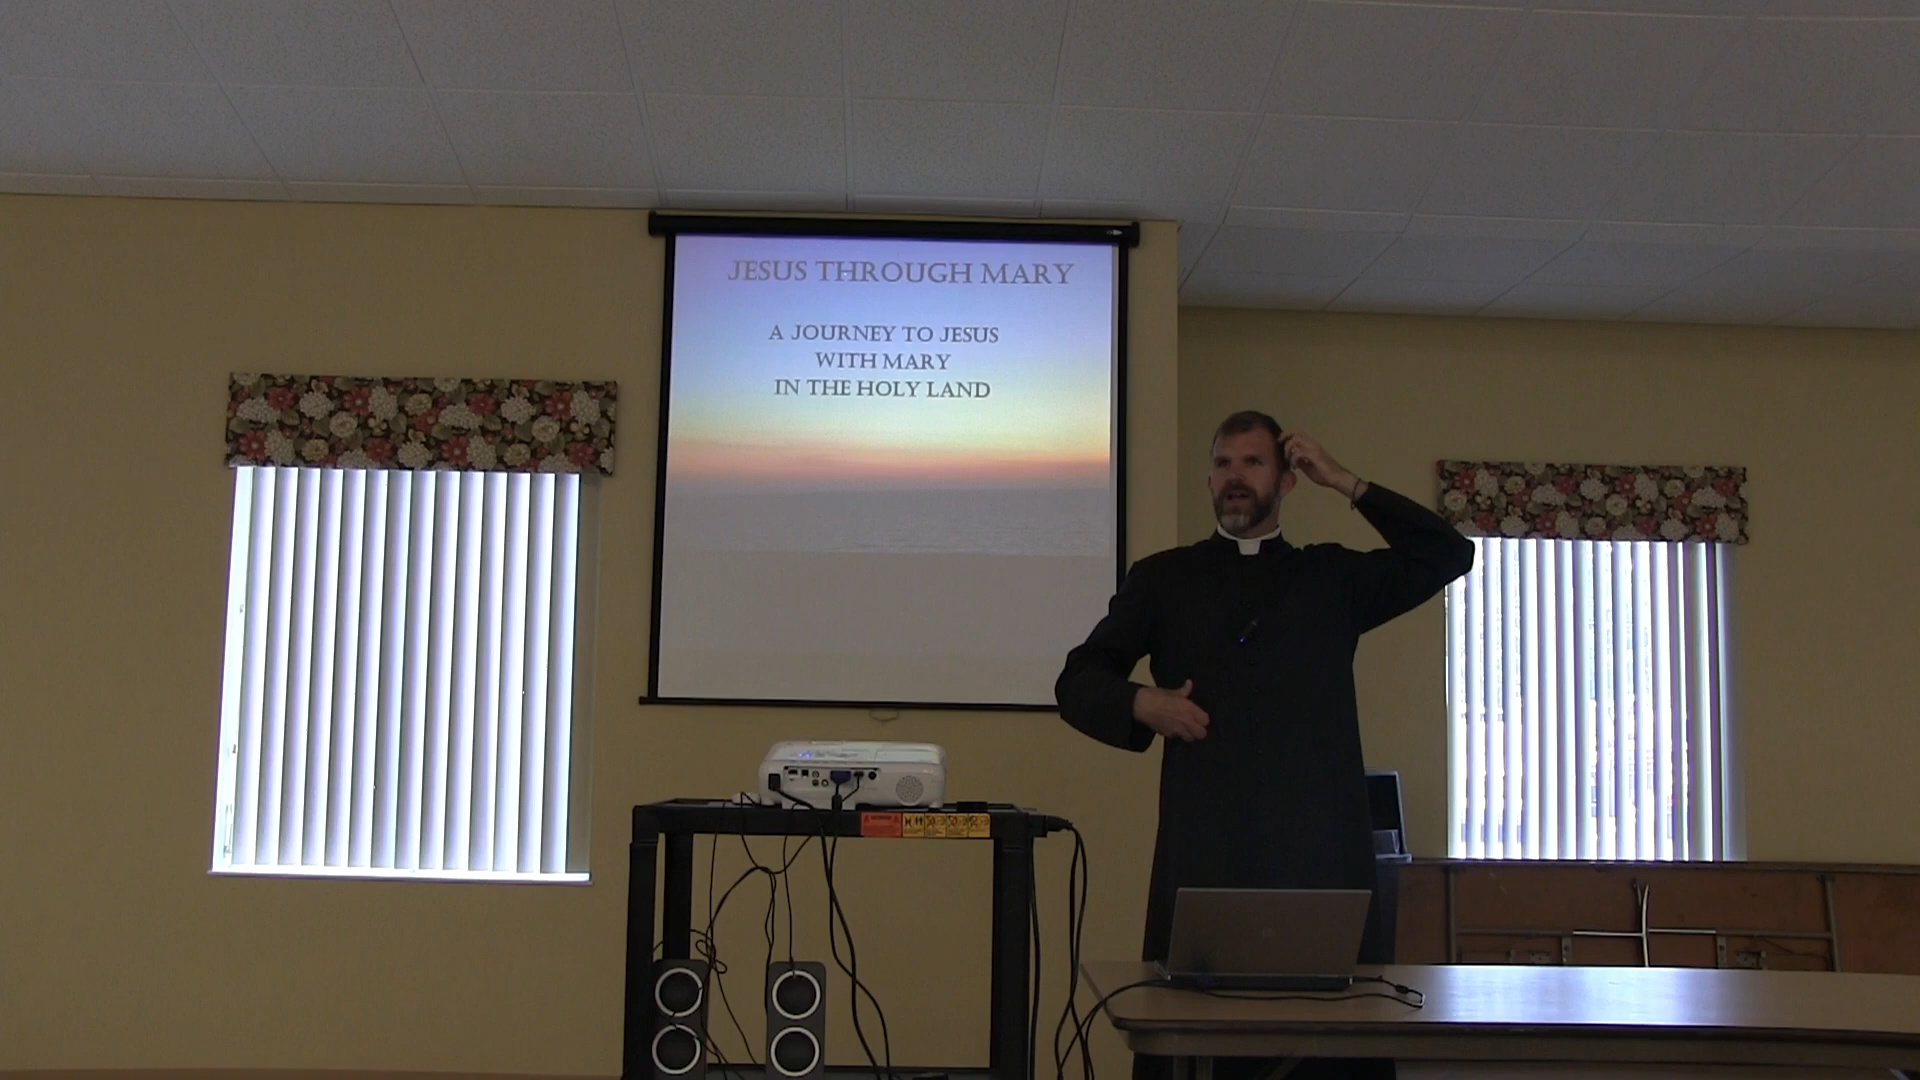 JESUS THROUGH MARY
A JOURNEY TO JESUS
WITH MARY
IN THE HOLY LAND